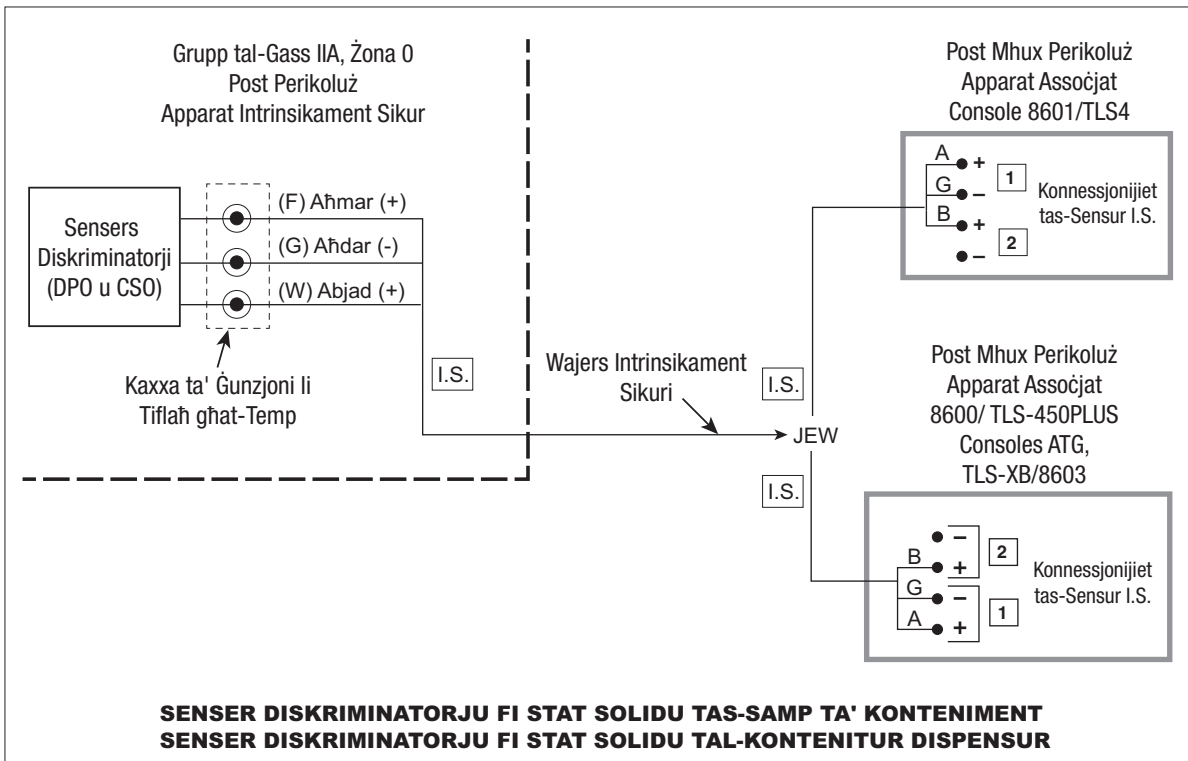 Grupp tal-Gass IIA, Żona 0
Post Perikoluż
Apparat Intrinsikament Sikur
Sensers
Diskriminatorji
(DPO u CSO)
(F) Aħmar (+)
(G) Aħdar (-)
(W) Abjad (+)
Kaxxa ta' Ġunzjoni li
Tiflaħ għat-Temp
I.S.
Wajers Intrinsikament
Sikuri
I.S.
JEW
I.S.
Post Mhux Perikoluż
Apparat Assoċjat
Console 8601/TLS4
A +
G −
B +
−
1
2
Konnessjonijiet
tas-Sensur I.S.
Post Mhux Perikoluż
Apparat Assoċjat
8600/ TLS-450PLUS
Consoles ATG,
TLS-XB/8603
−
B +
G −
A +
2
1
Konnessjonijiet
tas-Sensur I.S.
SENSER DISKRIMINATORJU FI STAT SOLIDU TAS-SAMP TA' KONTENIMENT
SENSER DISKRIMINATORJU FI STAT SOLIDU TAL-KONTENITUR DISPENSUR